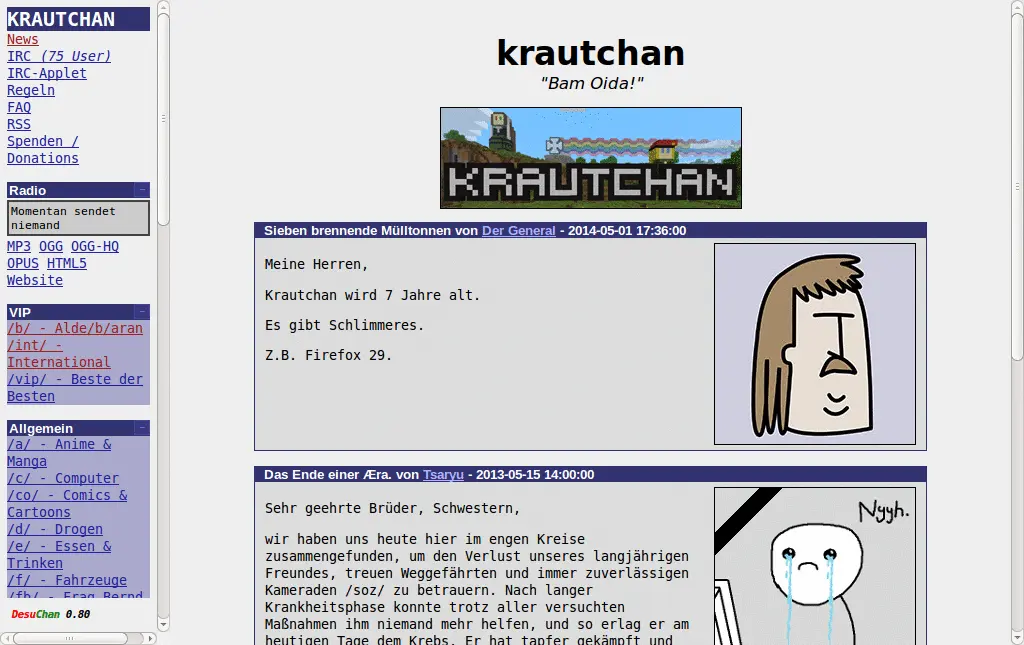 KRAUTCHAN
News
IRC (75 User)
IRC-Applet
Regeln
FAQ
RSS
Spenden /
Donations
Radio
Momentan sendet
niemand
MP3 OGG OGG-HQ
OPUS HTML5
Website
VIP
/b/ - Alde/b/aran
/int/ -
International
/vip/ - Beste der
Besten
Allgemein
/a/ - Anime &
Manga
/c/ - Computer
/co/ - Comics &
Cartoons
/d/ - Drogen
/e/ - Essen &
Trinken
/f/ - Fahrzeuge
/fb/ - Frag Bernd
DesuChan 0.80
krautchan
"Bam Oida!"
KRAUTCHAN
Sieben brennende Mülltonnen von Der General - 2014-05-01 17:36:00
Meine Herren,
Krautchan wird 7 Jahre alt.
Es gibt Schlimmeres.
Z.B. Firefox 29.
Das Ende einer Æra. von Tsaryu - 2013-05-15 14:00:00
Sehr geehrte Brüder, Schwestern,
wir haben uns heute hier im engen Kreise
zusammengefunden, um den Verlust unseres langjährigen
Freundes, treuen Weggefährten und immer zuverlässigen
Kameraden /soz/ zu betrauern. Nach langer
Krankheitsphase konnte trotz aller versuchten
Maßnahmen ihm niemand mehr helfen, und so erlag er am
heutigen Tage dem Krebs. Er hat tapfer gekämpft und
Nyyh.